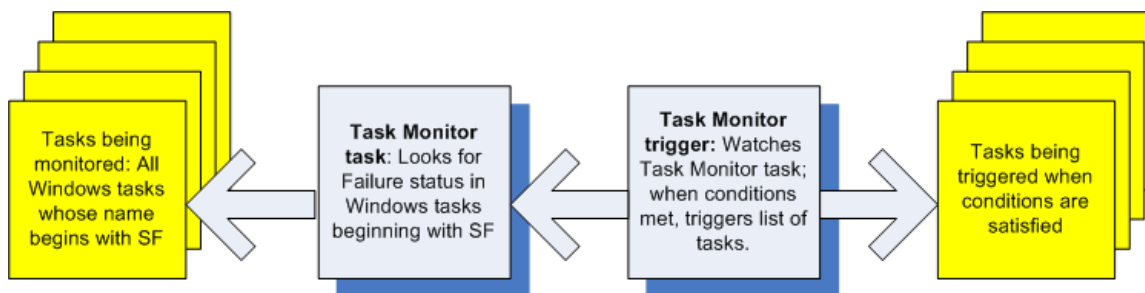 Tasks being
monitored: All
Windows tasks
whose name
begins with SF
Task Monitor
task: Looks for
Failure status in
Windows tasks
beginning with SF
Task Monitor
trigger: Watches
Task Monitor task;
when conditions
met, triggers list of
tasks.
Tasks being
triggered when
conditions are
satisfied